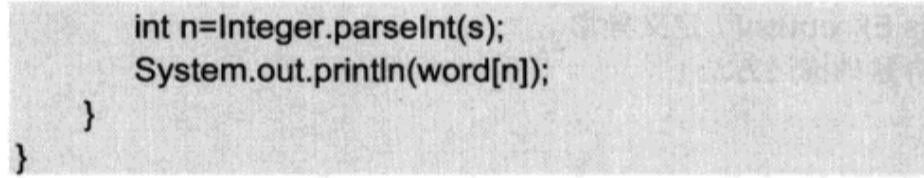 int n=Integer.parseInt(s);
System.out.println(word[n]);
}
}